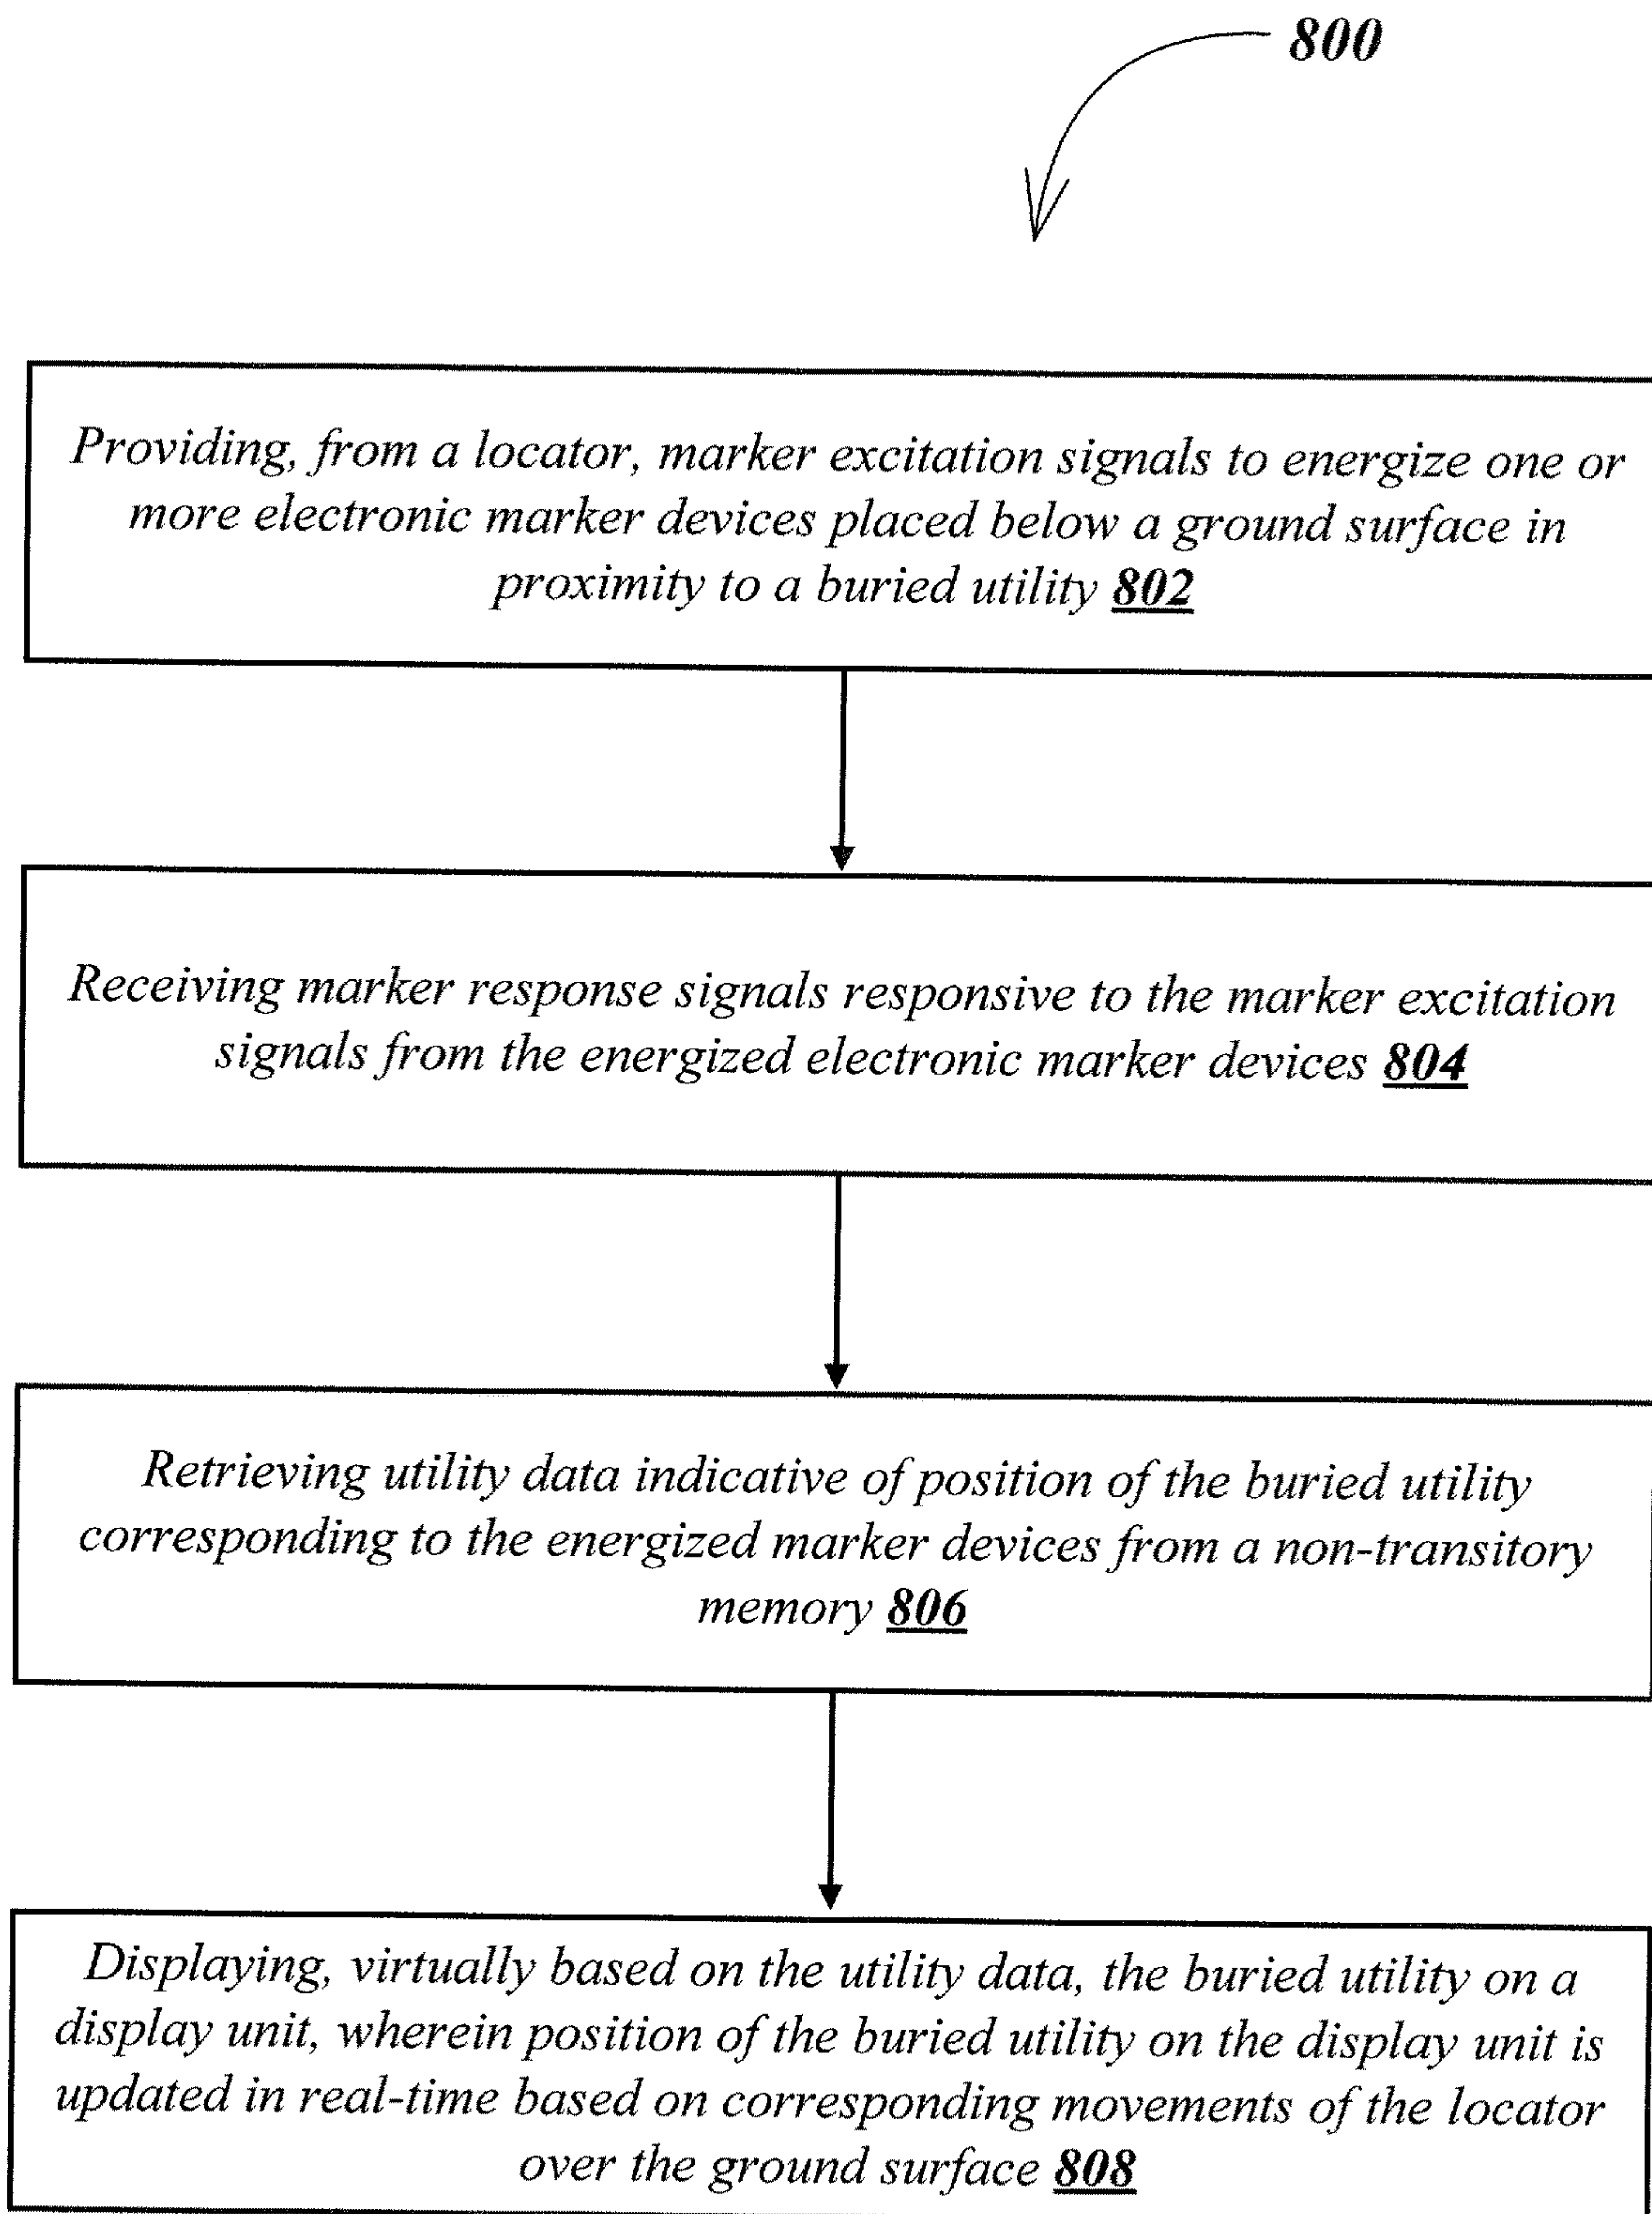 800
Providing, from a locator, marker excitation signals to energize one or
more electronic marker devices placed below a ground surface in
proximity to a buried utility 802
Receiving marker response signals responsive to the marker excitation
signals from the energized electronic marker devices 804
Retrieving utility data indicative of position of the buried utility
corresponding to the energized marker devices from a non-transitory
memory 806
Displaying, virtually based on the utility data, the buried utility on a
display unit, wherein position of the buried utility on the display unit is
updated in real-time based on corresponding movements of the locator
over the ground surface 808